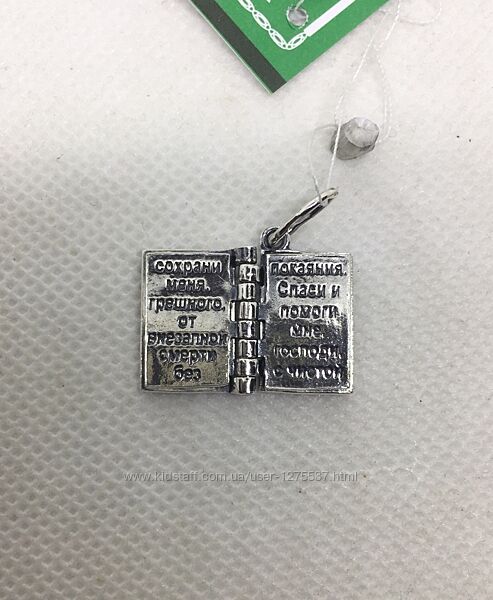 сохрани
меня,
грешного,
от
внезапной
смерти
без
покаяния.
Спаси и
помоги
мне,
господи,
с чистой
www.kidstaff.com.ua/user-1275537.html